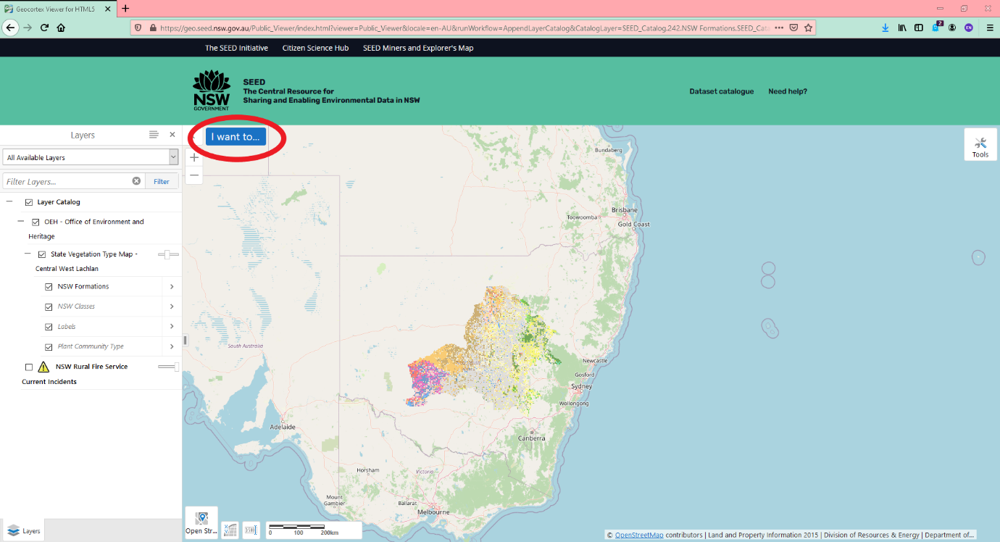 Geocortex Viewer for HTML5
https://geo.seed.nsw.gov.au/Public_Viewer/index.html?viewer=Public_Viewer&locale=en-AU&runWorkflow=AppendLayerCatalog&CatalogLayer=SEED_Catalog.242.NSW Formations.SEED_Cata
2
EN
The SEED Initiative Citizen Science Hub SEED Miners and Explorer's Map
NSW
GOVERNMENT
SEED
The Central Resource for
Sharing and Enabling Environmental Data in NSW
Dataset catalogue Need help?
Layers
I want to...
Tools
All Available Layers
Filter Layers... Filter
Layer Catalog
OEH - Office of Environment and
Heritage
State Vegetation Type Map -
Central West Lachlan
NSW Formations
NSW Classes
Labels
Plant Community Type
NSW Rural Fire Service
Current Incidents
Bundaberg
Brisbane
Toowoomba
Gold Coast
South Australia
Newcastle
Gosford
Sydney
Wollongong
Adelaide
Canberra
Horsham
Victoria
Mount
Gambier
Ballarat
Melbourne
Layers
Open Str...
0 100 200km
© OpenStreetMap contributors | Land and Property Information 2015 | Division of Resources & Energy | Department of...